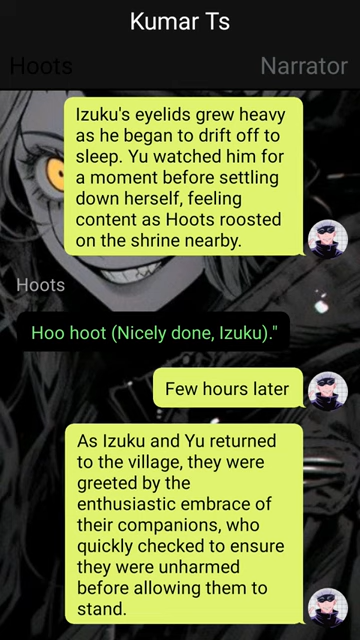 Kumar Ts
Hoots
Narrator
Izuku's eyelids grew heavy
as he began to drift off to
sleep. Yu watched him for
a moment before settling
down herself, feeling
content as Hoots roosted
on the shrine nearby.
Hoots
Hoo hoot (Nicely done, Izuku)."
Few hours later
As Izuku and Yu returned
to the village, they were
greeted by the
enthusiastic embrace of
their companions, who
quickly checked to ensure
they were unharmed
before allowing them to
stand.